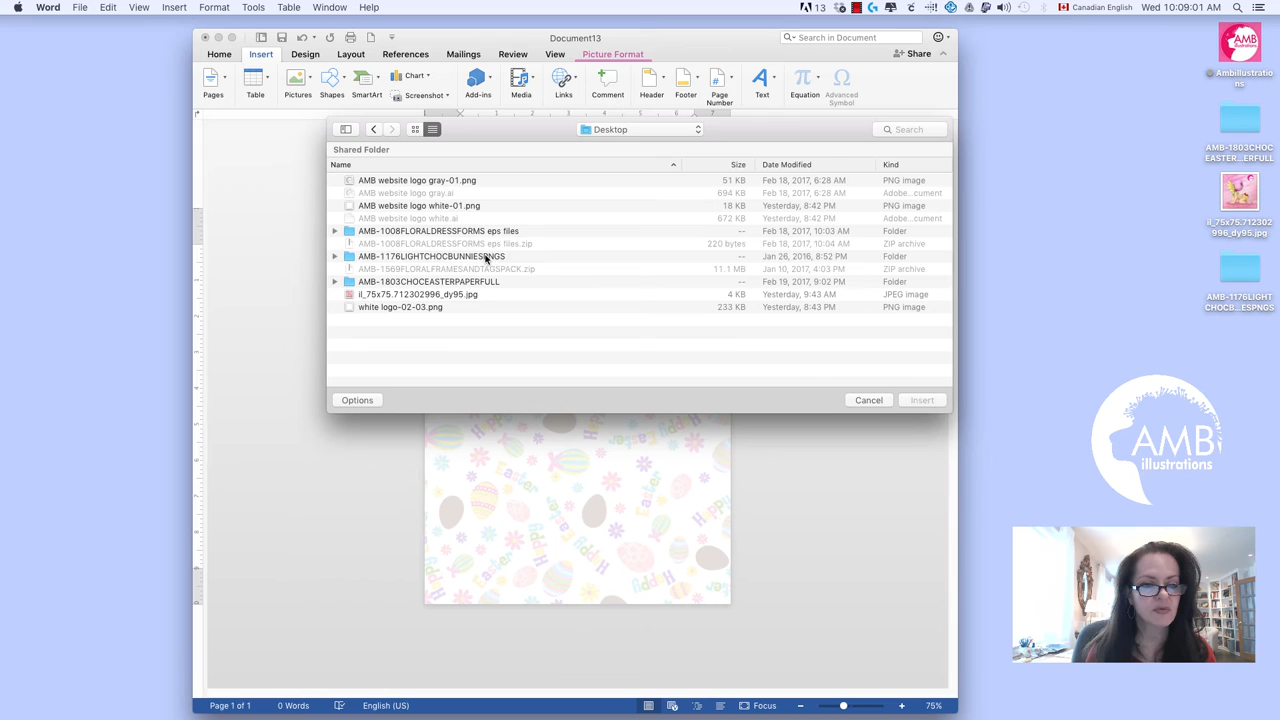 Word File Edit View Insert Format Tools Table Window Help 13 Canadian English Wed 10:09:01 AM
Document13
Search in Document
Home Insert Design Layout References Mailings Review View Picture Format Share
Pages Table Pictures Shapes SmartArt Chart Screenshot Add-ins Media Links Comment Header Footer Page Number Text Equation Advanced Symbol
Desktop Search
Shared Folder
Name Size Date Modified Kind
AMB website logo gray-01.png 51 KB Feb 18, 2017, 6:28 AM PNG image
AMB website logo gray.ai 694 KB Feb 18, 2017, 6:28 AM Adobe...cument
AMB website logo white-01.png 18 KB Yesterday, 8:42 PM PNG image
AMB website logo white.ai 672 KB Yesterday, 8:42 PM Adobe...cument
AMB-1008FLORALDRESSFORMS eps files -- Feb 18, 2017, 10:03 AM Folder
AMB-1008FLORALDRESSFORMS eps files.zip 220 bytes Feb 18, 2017, 10:04 AM ZIP archive
AMB-1176LIGHTCHOCBUNNIESPNGS -- Jan 26, 2016, 8:52 PM Folder
AMB-1569FLORALFRAMESANDTAGSPACK.zip 11.1 MB Jan 10, 2017, 4:03 PM ZIP archive
AMB-1803CHOCEASTERPAPERFULL -- Feb 19, 2017, 9:02 PM Folder
il_75x75.712302996_dy95.jpg 4 KB Yesterday, 9:43 AM JPEG image
white logo-02-03.png 233 KB Yesterday, 8:43 PM PNG image
Options Cancel Insert
AMB illustrations
Ambillustratio
ns
AMB-1803CHOC
EASTER...ERFULL
il_75x75.712302
996_dy95.jpg
AMB-1176LIGHT
CHOCB...ESPNGS
AMB
illustrations
Page 1 of 1 0 Words English (US) Focus 75%